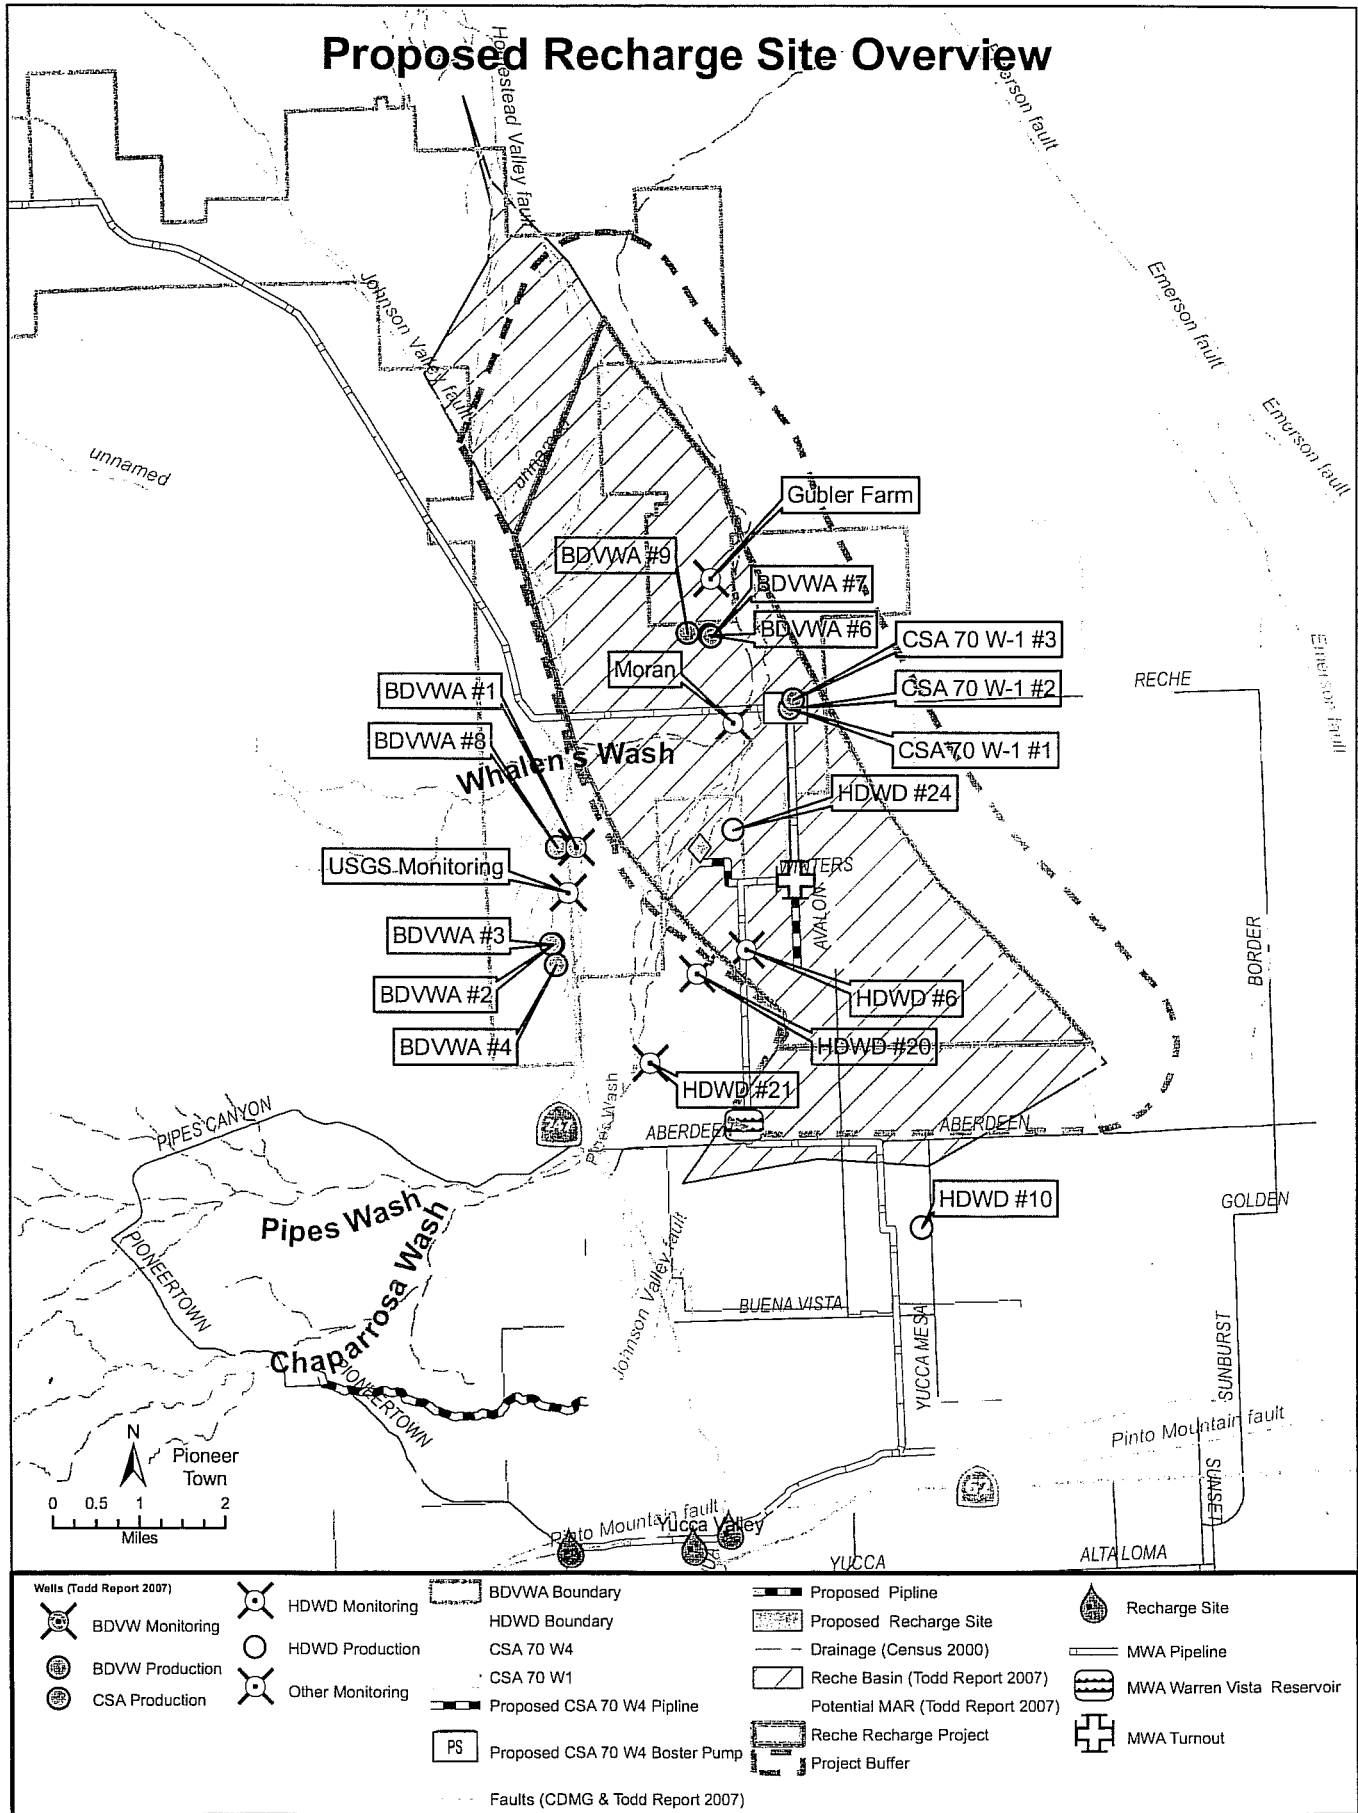 Proposed Recharge Site Overview
Homestead Valley fault
Emerson fault
Johnson Valley fault
Emerson fault
Emerson fault
unnamed
unnamed
Gubler Farm
BDVWA #9
BDVWA #7
BDVWA #6
CSA 70 W-1 #3
Moran
Emerson fault
BDVWA #1
CSA 70 W-1 #2
RECHE
BDVWA #8
CSA 70 W-1 #1
Whalen's Wash
HDWD #24
USGS Monitoring
WINTERS
AVALON
BDVWA #3
BORDER
BDVWA #2
HDWD #6
BDVWA #4
HDWD #20
HDWD #21
PIPES CANYON
Pipes Wash
ABERDEEN
ABERDEEN
HDWD #10
GOLDEN
Pipes Wash
Chaparrosa Wash
PIONEERTOWN
Johnson Valley fault
BUENA VISTA
YUCCA MESA
SUNBURST
PIONEERTOWN
Pinto Mountain fault
N
Pioneer
Town
SUNSET
0 0.5 1 2
Miles
Pinto Mountain fault
Yucca Valley
YUCCA
ALTA LOMA
Wells (Todd Report 2007)
BDVW Monitoring
BDVW Production
CSA Production
HDWD Monitoring
HDWD Production
Other Monitoring
BDVWA Boundary
HDWD Boundary
CSA 70 W4
CSA 70 W1
Proposed CSA 70 W4 Pipline
PS Proposed CSA 70 W4 Boster Pump
Faults (CDMG & Todd Report 2007)
Proposed Pipline
Proposed Recharge Site
Drainage (Census 2000)
Reche Basin (Todd Report 2007)
Potential MAR (Todd Report 2007)
Reche Recharge Project
Project Buffer
Recharge Site
MWA Pipeline
MWA Warren Vista Reservoir
MWA Turnout